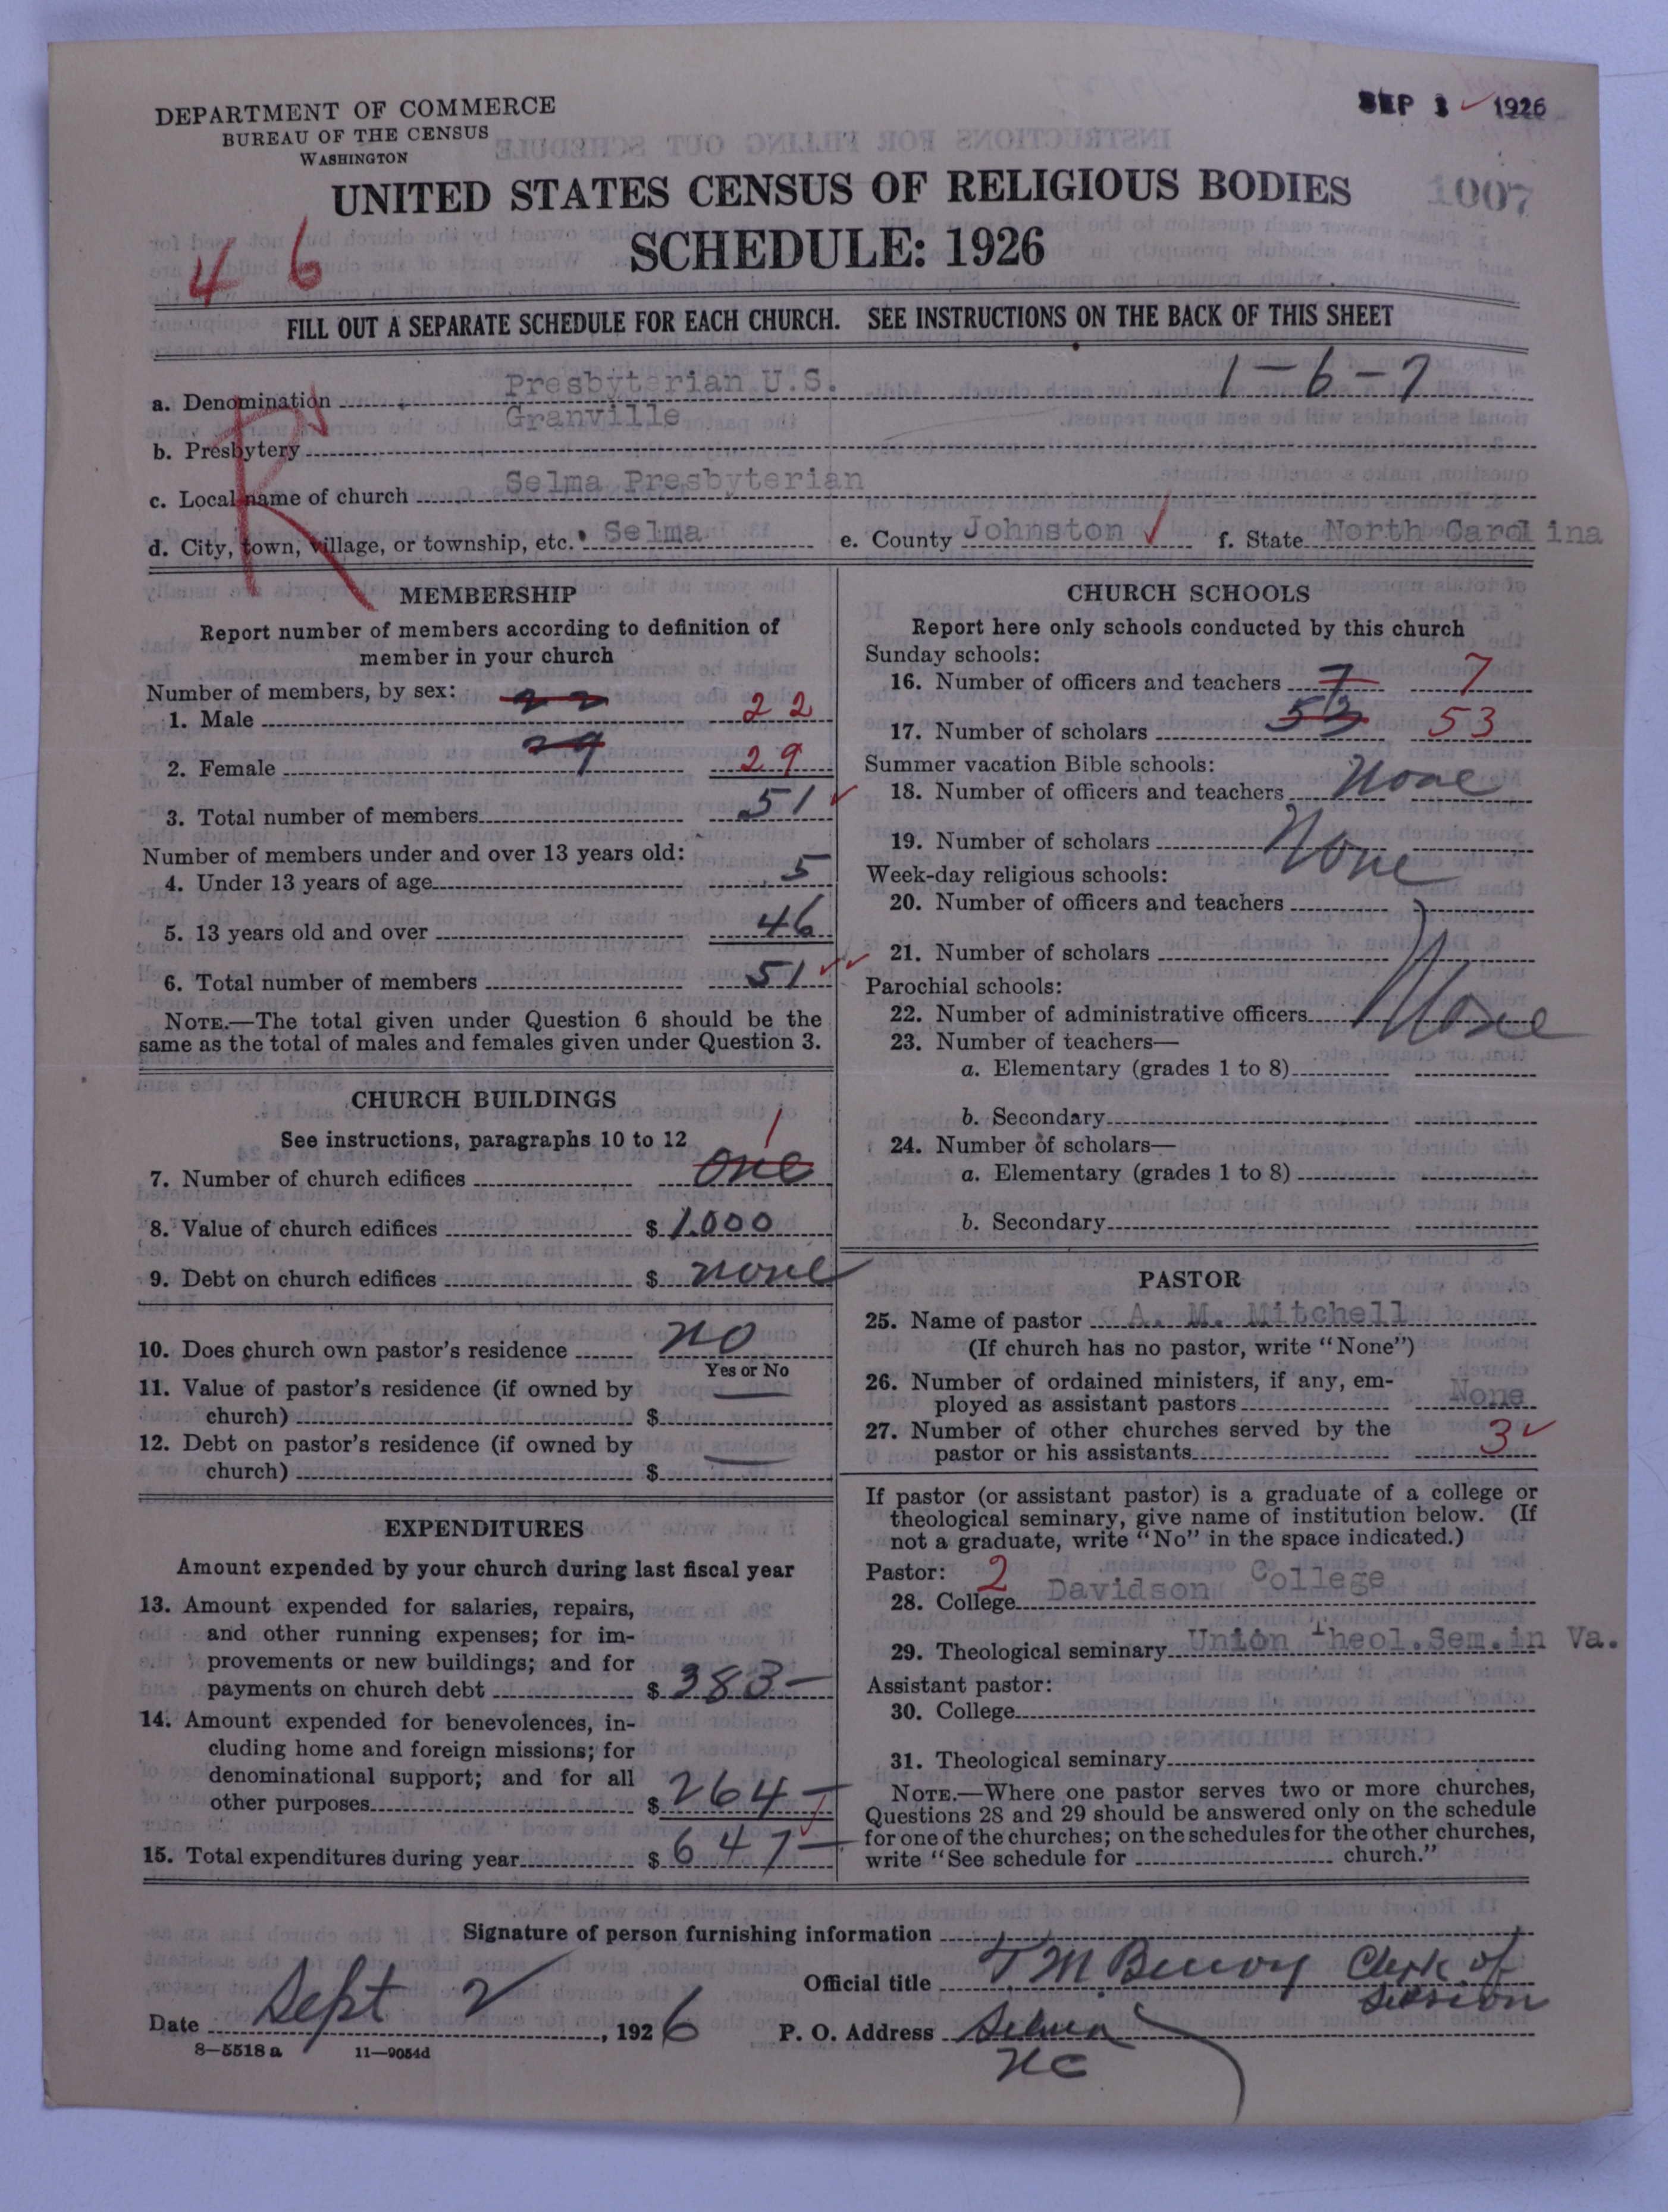 DEPARTMENT OF COMMERCE
BUREAU OF THE CENSUS
WASHINGTON
SEP 3 1926
UNITED STATES CENSUS OF RELIGIOUS BODIES
1007
SCHEDULE: 1926
4 6
FILL OUT A SEPARATE SCHEDULE FOR EACH CHURCH. SEE INSTRUCTIONS ON THE BACK OF THIS SHEET
a. Denomination Presbyterian U.S. 1-6-7
b. Presbytery Granville
c. Local name of church Selma Presbyterian
d. City, town, village, or township, etc. Selma e. County Johnston f. State North Carolina
R
MEMBERSHIP
Report number of members according to definition of
member in your church
Number of members, by sex:
1. Male 22 22
2. Female 29 29
3. Total number of members 51
Number of members under and over 13 years old:
4. Under 13 years of age 5
5. 13 years old and over 46
6. Total number of members 51
NOTE.—The total given under Question 6 should be the
same as the total of males and females given under Question 3.
CHURCH BUILDINGS
See instructions, paragraphs 10 to 12
7. Number of church edifices one 1
8. Value of church edifices $ 1.000
9. Debt on church edifices $ none
10. Does church own pastor's residence no
Yes or No
11. Value of pastor's residence (if owned by
church) $
12. Debt on pastor's residence (if owned by
church) $
EXPENDITURES
Amount expended by your church during last fiscal year
13. Amount expended for salaries, repairs,
and other running expenses; for im-
provements or new buildings; and for
payments on church debt $ 383-
14. Amount expended for benevolences, in-
cluding home and foreign missions; for
denominational support; and for all
other purposes $ 264-
15. Total expenditures during year $ 647-
CHURCH SCHOOLS
Report here only schools conducted by this church
Sunday schools:
16. Number of officers and teachers 7 7
17. Number of scholars 53 53
Summer vacation Bible schools:
18. Number of officers and teachers None
19. Number of scholars None
Week-day religious schools:
20. Number of officers and teachers
21. Number of scholars
Parochial schools:
22. Number of administrative officers None
23. Number of teachers—
a. Elementary (grades 1 to 8)
b. Secondary
24. Number of scholars—
a. Elementary (grades 1 to 8)
b. Secondary
PASTOR
25. Name of pastor A. M. Mitchell
(If church has no pastor, write "None")
26. Number of ordained ministers, if any, em-
ployed as assistant pastors None
27. Number of other churches served by the
pastor or his assistants 3
If pastor (or assistant pastor) is a graduate of a college or
theological seminary, give name of institution below. (If
not a graduate, write "No" in the space indicated.)
Pastor: 2
28. College Davidson College
29. Theological seminary Union Theol.Sem.in Va.
Assistant pastor:
30. College
31. Theological seminary
NOTE.—Where one pastor serves two or more churches,
Questions 28 and 29 should be answered only on the schedule
for one of the churches; on the schedules for the other churches,
write "See schedule for church."
Signature of person furnishing information
Official title T M Benoy Clerk of
Session
Date Sept 2, 1926 P. O. Address Selma
NC
8-5518 a 11-9054d